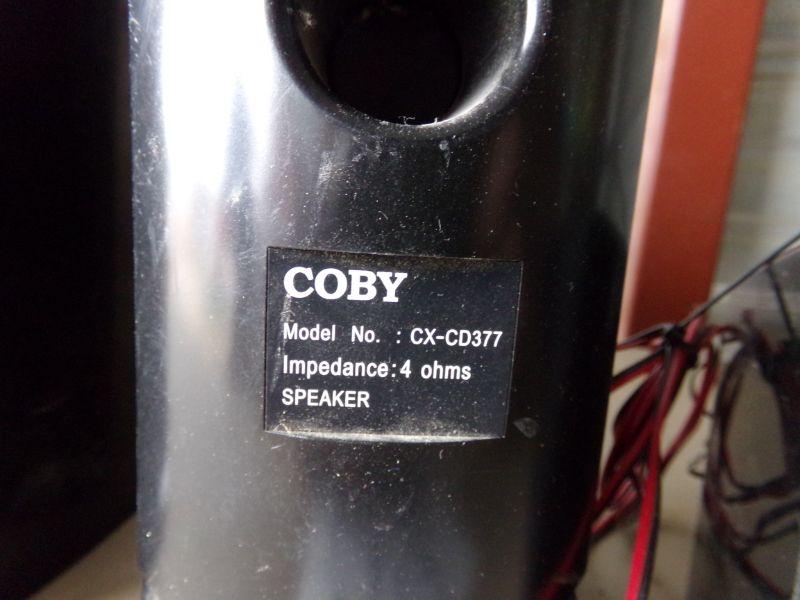 COBY
Model No. : CX-CD377
Impedance:4 ohms
SPEAKER